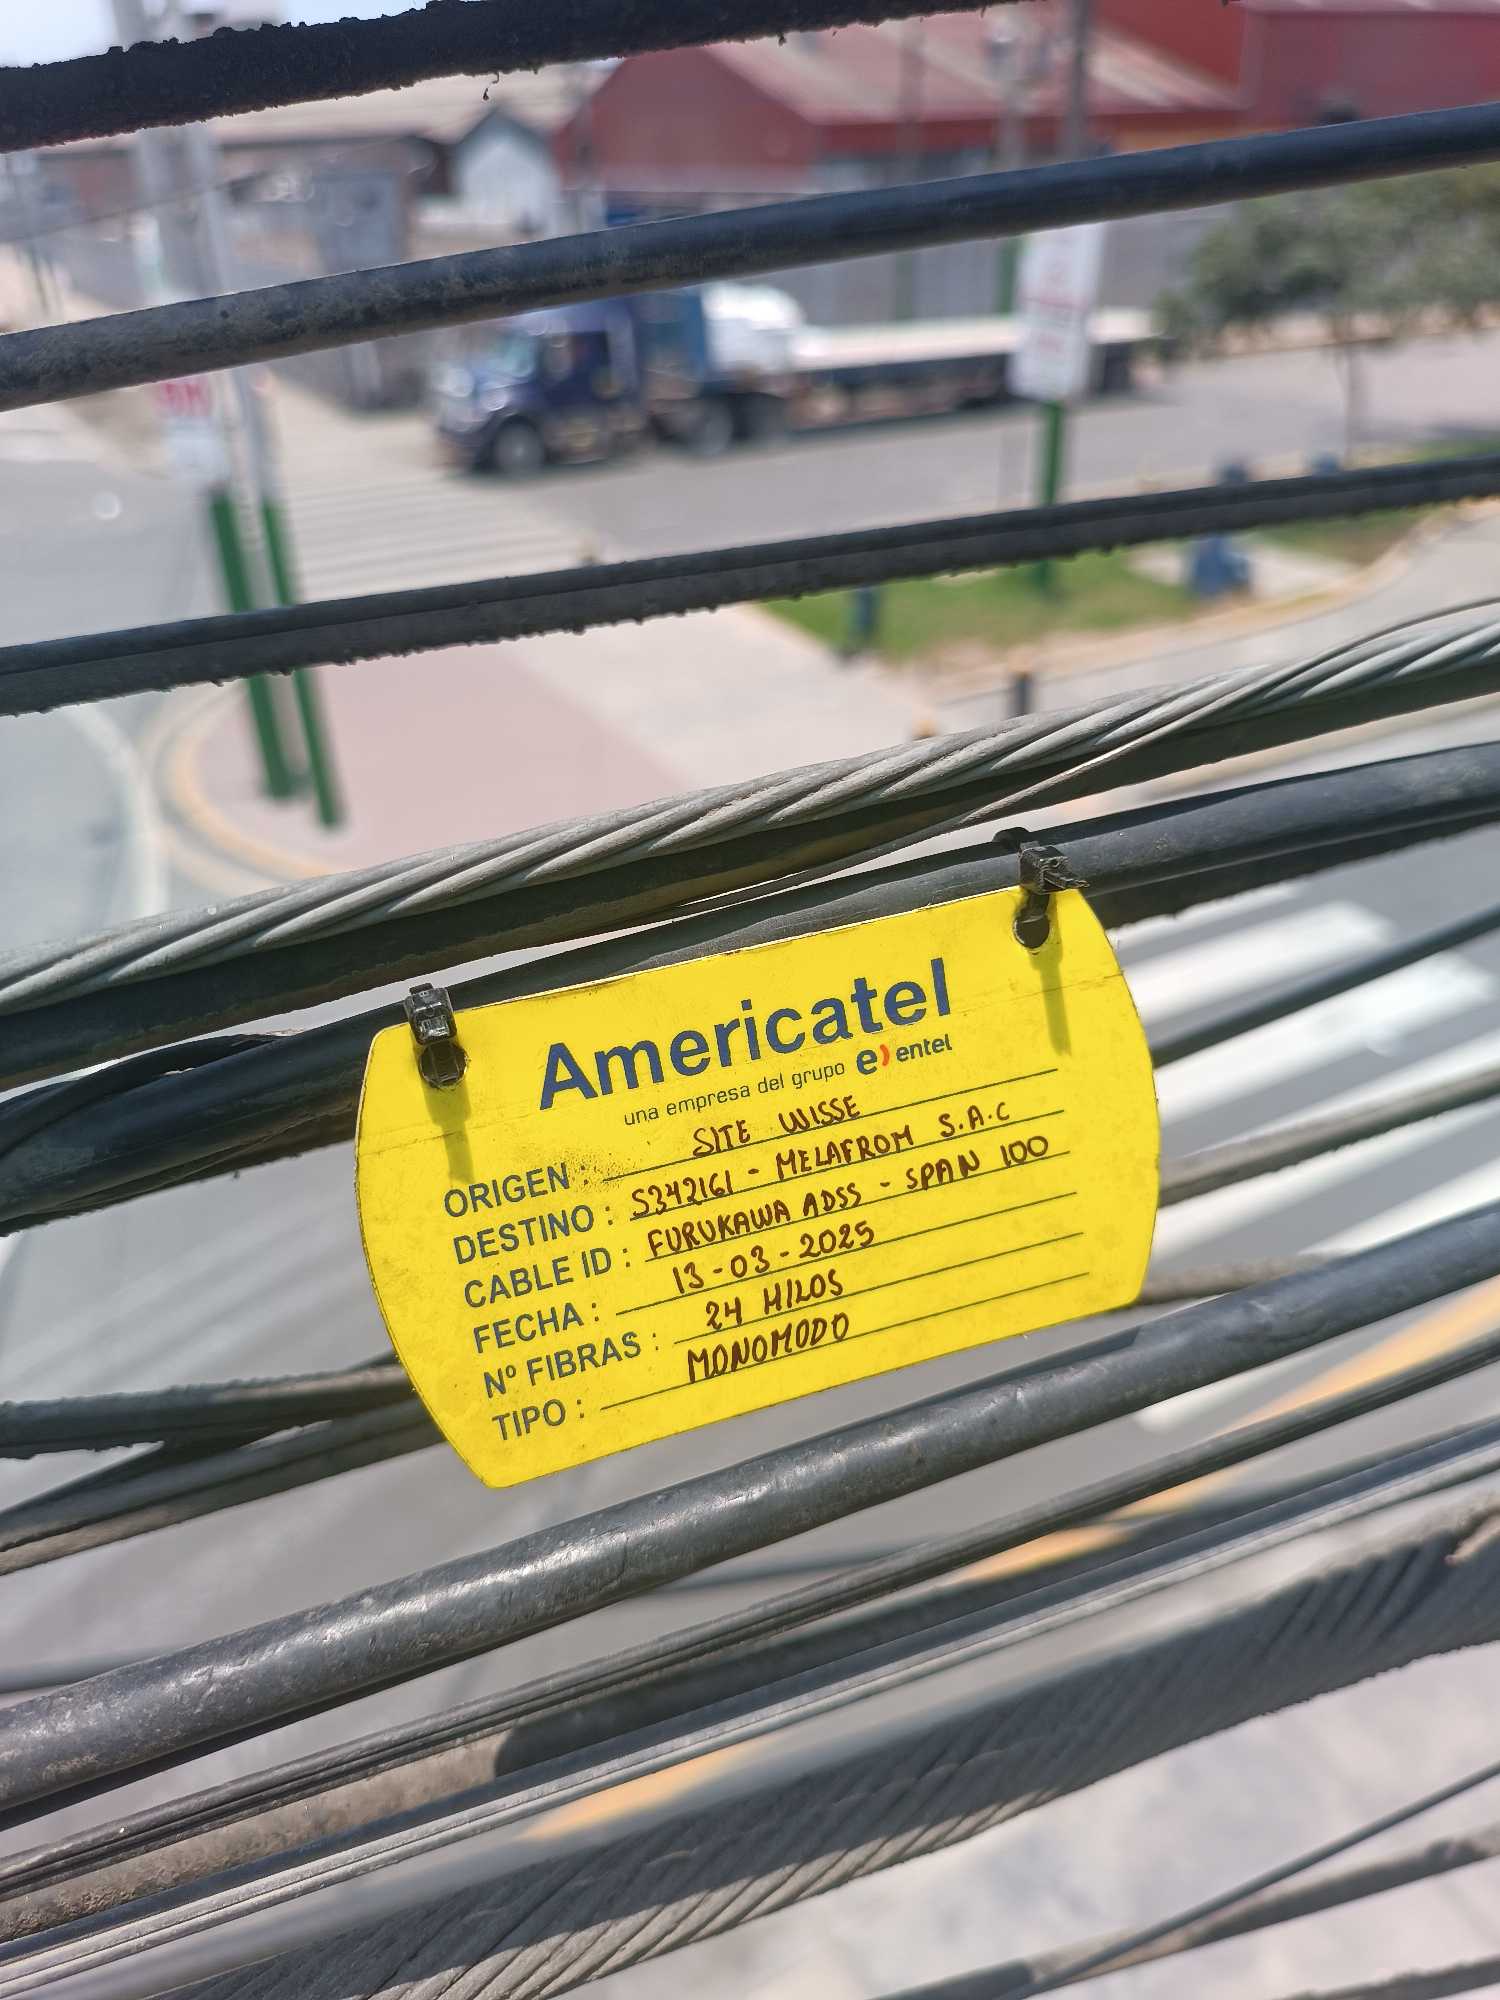 Americatel
una empresa del grupo e) entel
ORIGEN : SITE WISSE
DESTINO : S342161 - MELAFROM S.A.C
CABLE ID : FURUKAWA ADSS - SPAN 100
FECHA : 13-03-2025
Nº FIBRAS : 24 HILOS
TIPO : MONOMODO